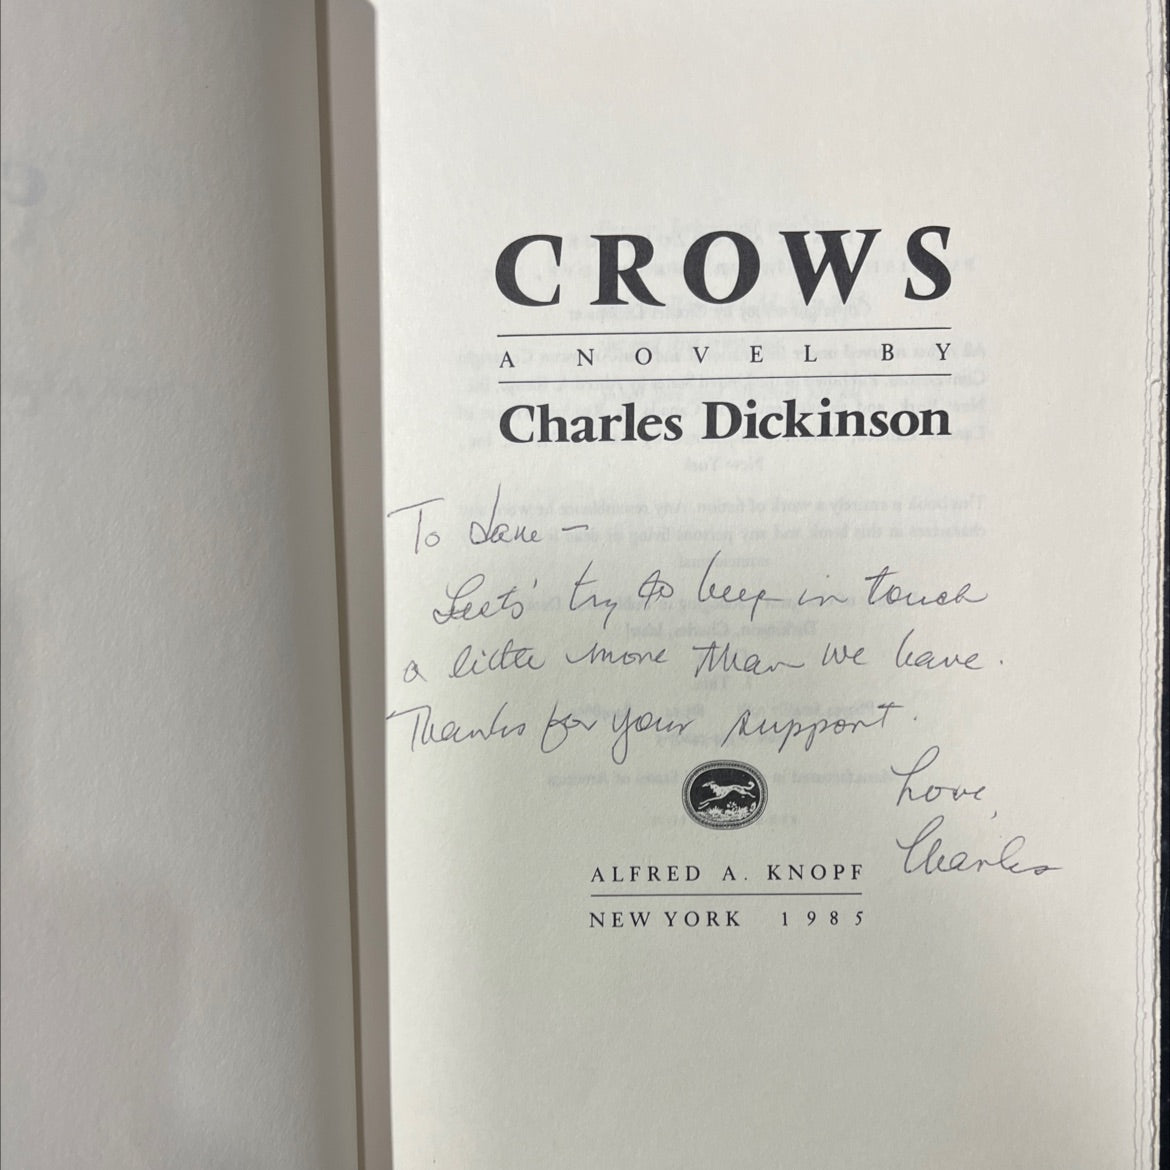 CROWS
A NOVEL BY
Charles Dickinson
To Jane –
Let's try to keep in touch
a little more than we have.
Thanks for your support.
Love,
Charles
ALFRED A. KNOPF
NEW YORK 1985